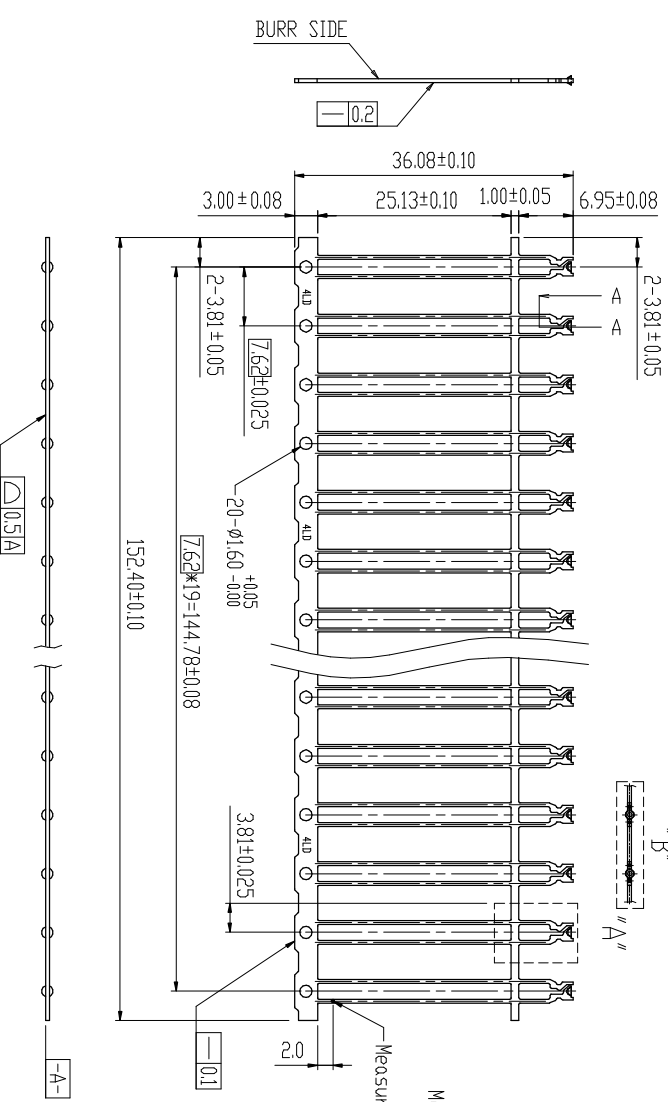 BURR SIDE
— 0.2
36.08±0.10
3.00±0.08
25.13±0.10
1.00±0.05
6.95±0.08
2-3.81±0.05
2-3.81±0.05
A
A
4LD
7.62±0.025
20-Ø1.60 +0.05 -0.00
4LD
7.62*19=144.78±0.08
152.40±0.10
⌓ 0.5 A
"B"
"A"
4LD
3.81±0.025
— 0.1
2.0
M
-A-